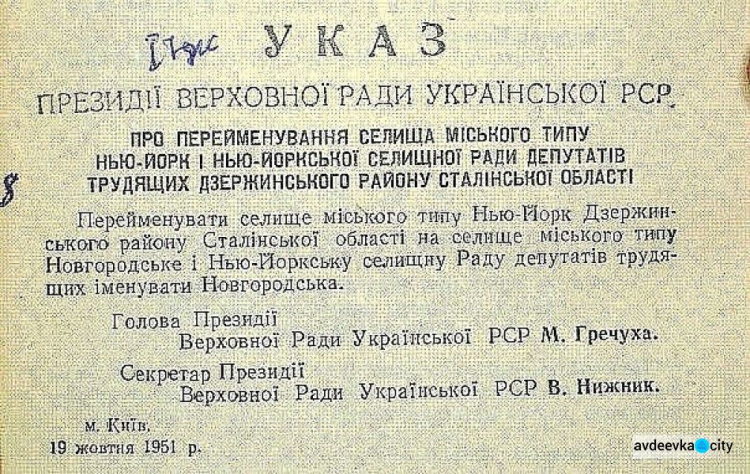 УКАЗ
ПРЕЗИДІЇ ВЕРХОВНОЇ РАДИ УКРАЇНСЬКОЇ РСР
ПРО ПЕРЕЙМЕНУВАННЯ СЕЛИЩА МІСЬКОГО ТИПУ
НЬЮ-ЙОРК І НЬЮ-ЙОРКСЬКОЇ СЕЛИЩНОЇ РАДИ ДЕПУТАТІВ
ТРУДЯЩИХ ДЗЕРЖИНСЬКОГО РАЙОНУ СТАЛІНСЬКОЇ ОБЛАСТІ
Перейменувати селище міського типу Нью-Йорк Дзержин-
ського району Сталінської області на селище міського типу
Новгородське і Нью-Йоркську селищну Раду депутатів трудя-
щих іменувати Новгородська.
Голова Президії
Верховної Ради Української РСР М. Гречуха.
Секретар Президії
Верховної Ради Української РСР В. Нижник.
м. Київ.
19 жовтня 1951 р.
avdeevka.city